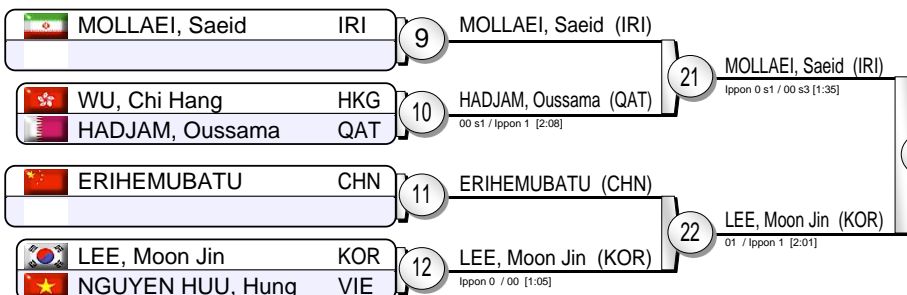 MOLLAEI, Saeid IRI
9
MOLLAEI, Saeid (IRI)
21
MOLLAEI, Saeid (IRI)
Ippon 0 s1 / 00 s3 [1:35]
WU, Chi Hang HKG
HADJAM, Oussama QAT
10
HADJAM, Oussama (QAT)
00 s1 / Ippon 1 [2:08]
ERIHEMUBATU CHN
11
ERIHEMUBATU (CHN)
22
LEE, Moon Jin (KOR)
01 / Ippon 1 [2:01]
LEE, Moon Jin KOR
NGUYEN HUU, Hung VIE
12
LEE, Moon Jin (KOR)
Ippon 0 / 00 [1:05]